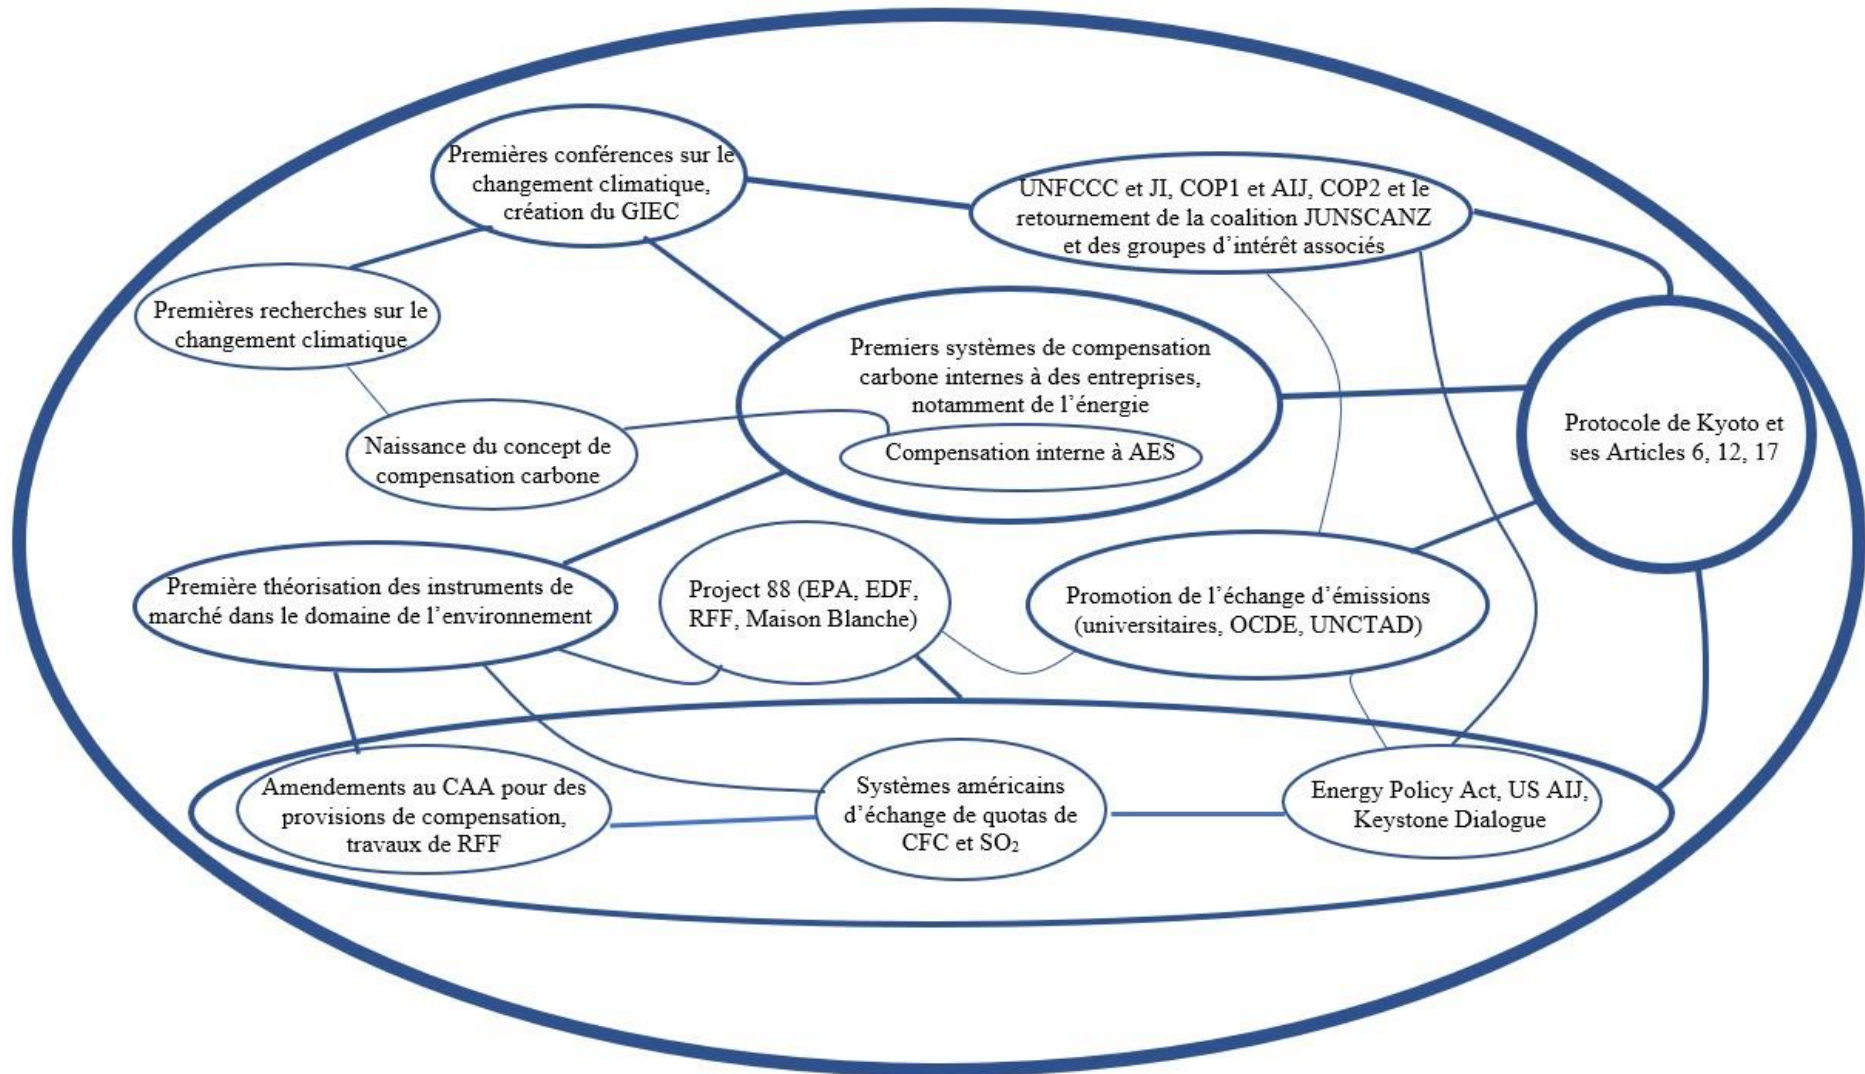 Premières conférences sur le
changement climatique,
création du GIEC
UNFCCC et JI, COP1 et AIJ, COP2 et le
retournement de la coalition JUNSCANZ
et des groupes d’intérêt associés
Premières recherches sur le
changement climatique
Premiers systèmes de compensation
carbone internes à des entreprises,
notamment de l’énergie
Compensation interne à AES
Protocole de Kyoto et
ses Articles 6, 12, 17
Naissance du concept de
compensation carbone
Première théorisation des instruments de
marché dans le domaine de l’environnement
Project 88 (EPA, EDF,
RFF, Maison Blanche)
Promotion de l’échange d’émissions
(universitaires, OCDE, UNCTAD)
Amendements au CAA pour des
provisions de compensation,
travaux de RFF
Systèmes américains
d’échange de quotas de
CFC et SO₂
Energy Policy Act, US AIJ,
Keystone Dialogue